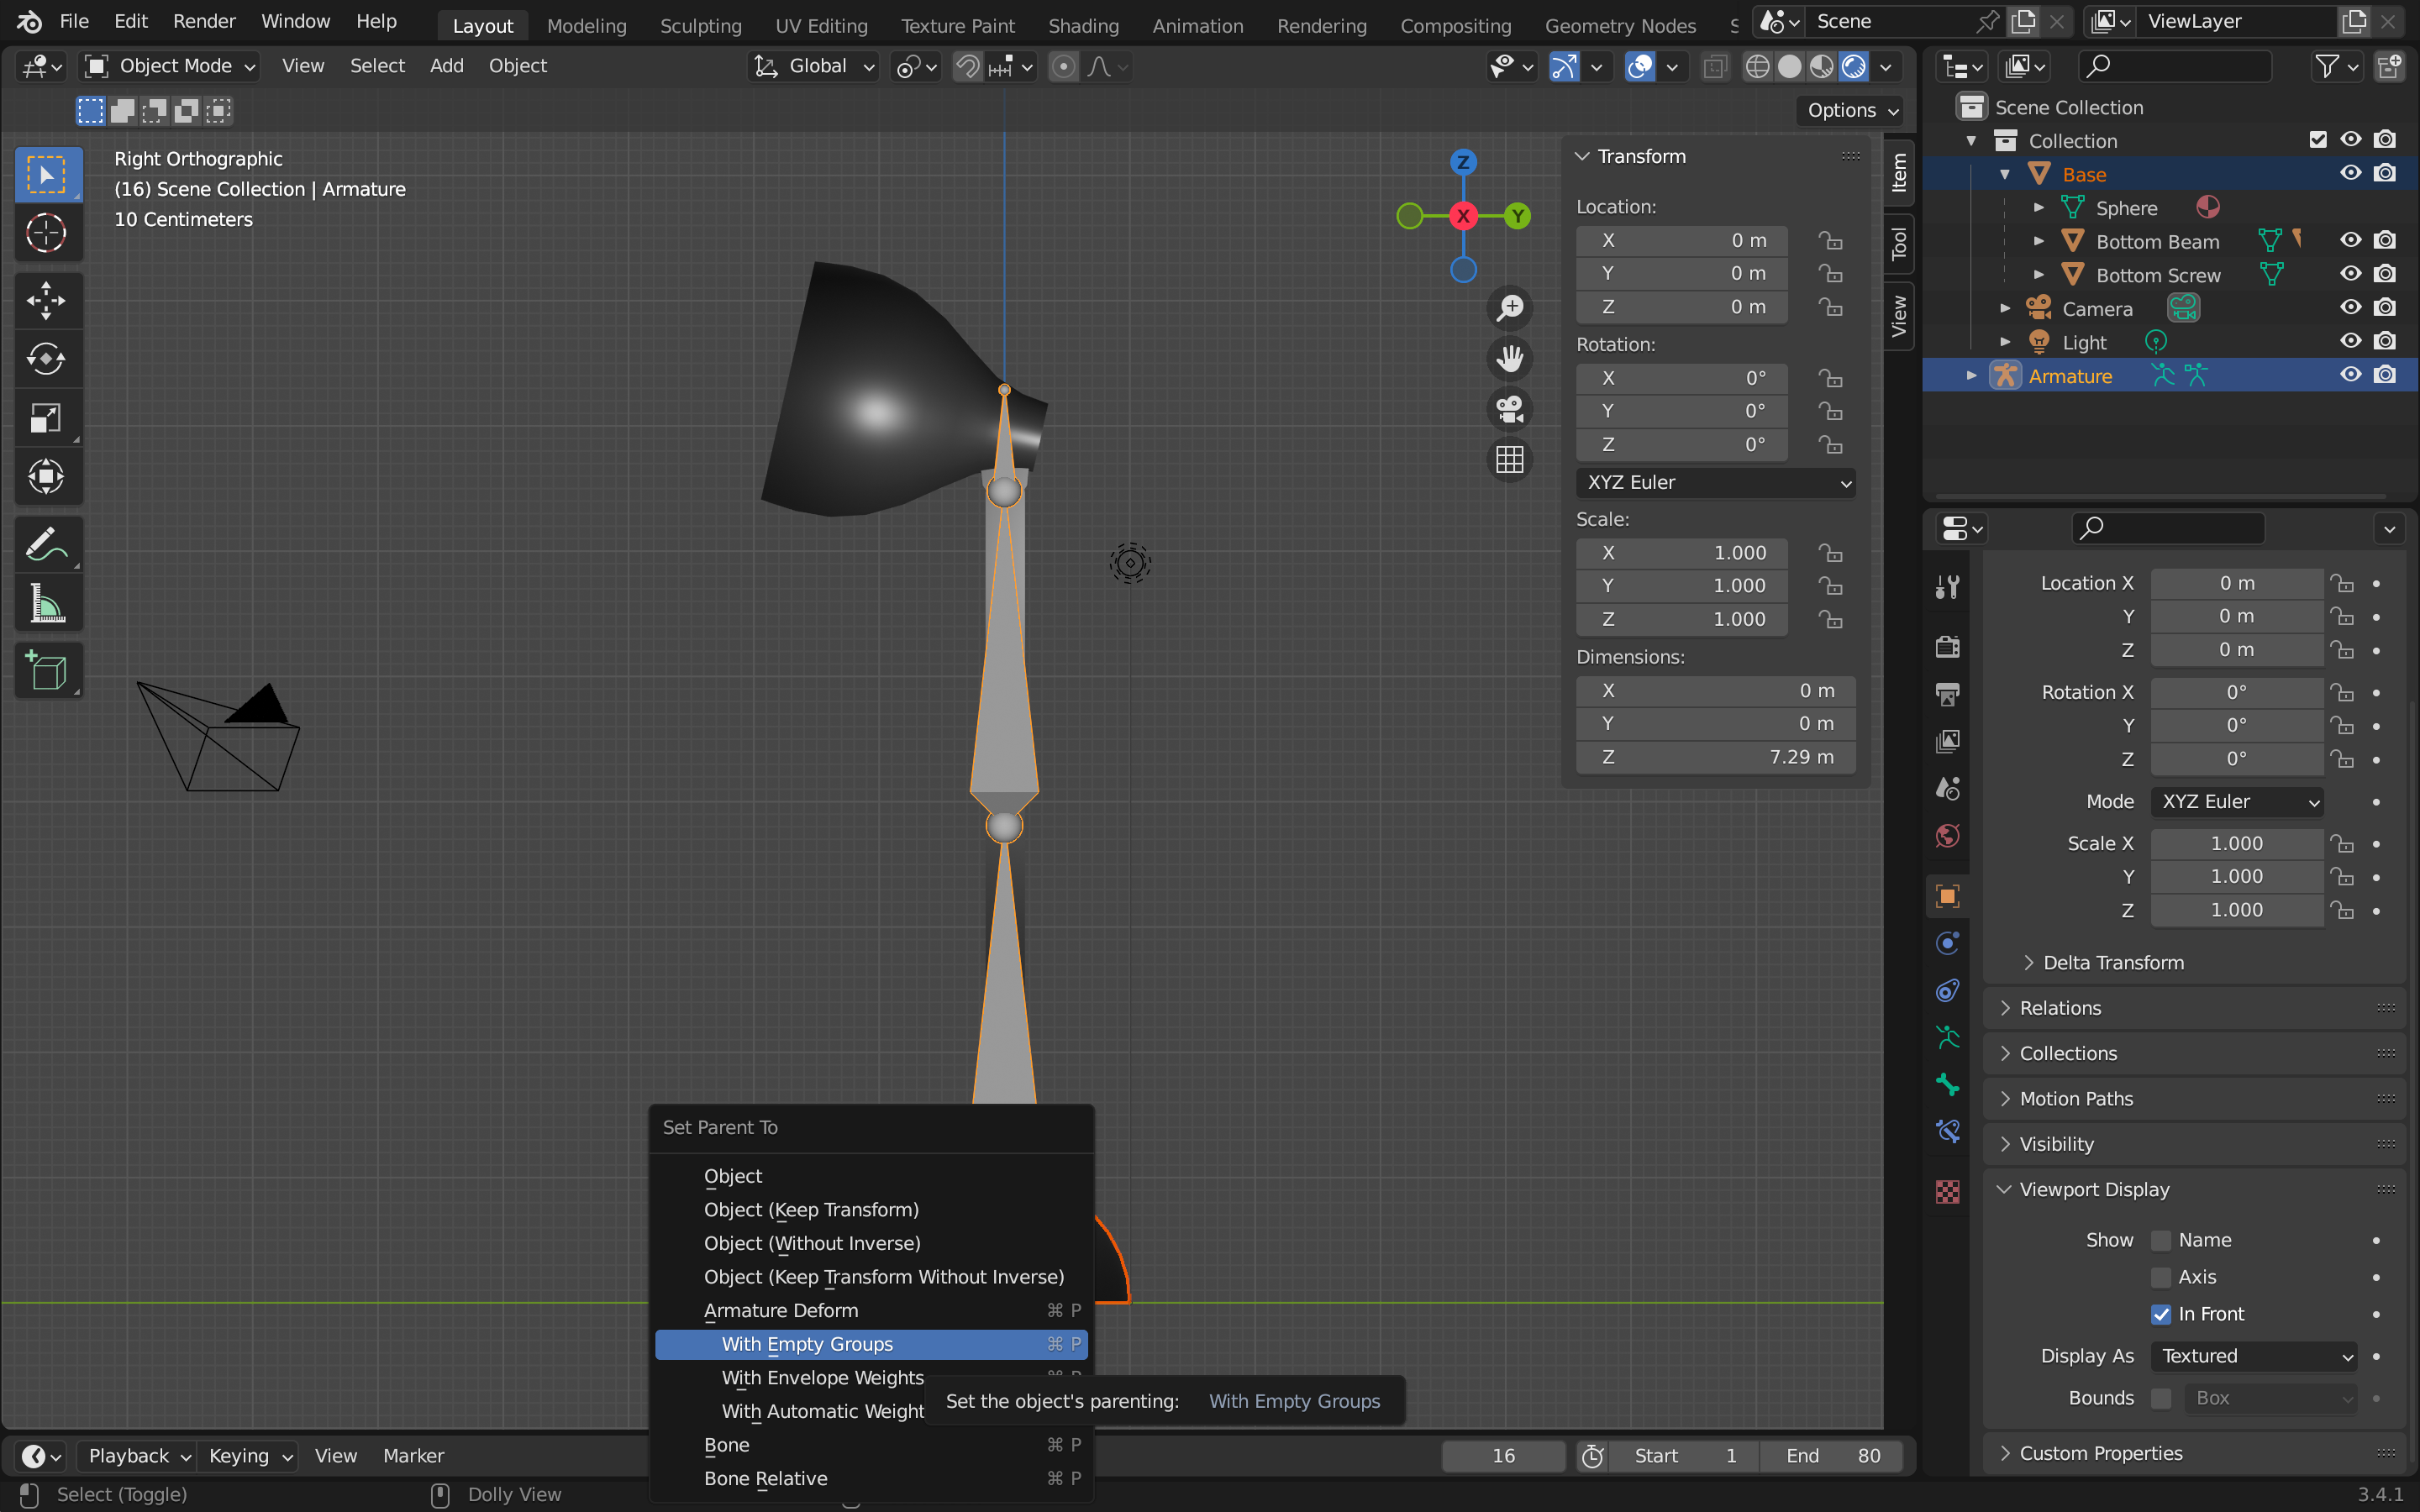 File Edit Render Window Help Layout Modeling Sculpting UV Editing Texture Paint Shading Animation Rendering Compositing Geometry Nodes Scene ViewLayer
Object Mode View Select Add Object Global
Options
Right Orthographic
(16) Scene Collection | Armature
10 Centimeters
Z
X
Y
Transform
Location:
X 0 m
Y 0 m
Z 0 m
Rotation:
X 0°
Y 0°
Z 0°
XYZ Euler
Scale:
X 1.000
Y 1.000
Z 1.000
Dimensions:
X 0 m
Y 0 m
Z 7.29 m
Item
Tool
View
Scene Collection
Collection
Base
Sphere
Bottom Beam
Bottom Screw
Camera
Light
Armature
Location X 0 m
Y 0 m
Z 0 m
Rotation X 0°
Y 0°
Z 0°
Mode XYZ Euler
Scale X 1.000
Y 1.000
Z 1.000
Delta Transform
Relations
Collections
Motion Paths
Visibility
Viewport Display
Show Name
Axis
In Front
Display As Textured
Bounds Box
Custom Properties
Set Parent To
Object
Object (Keep Transform)
Object (Without Inverse)
Object (Keep Transform Without Inverse)
Armature Deform ⌘ P
With Empty Groups ⌘ P
With Envelope Weights ⌘ P
With Automatic Weight
Bone ⌘ P
Bone Relative ⌘ P
Set the object's parenting: With Empty Groups
Playback Keying View Marker 16 Start 1 End 80
Select (Toggle) Dolly View 3.4.1